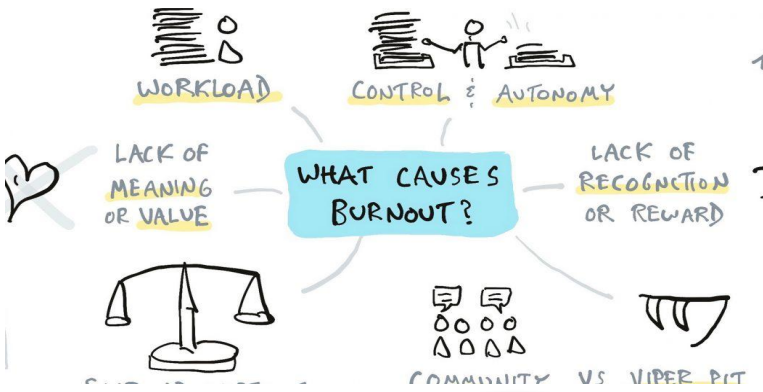 WORKLOAD
CONTROL & AUTONOMY
LACK OF
MEANING
OR VALUE
WHAT CAUSES
BURNOUT?
LACK OF
RECOGNCTION
OR REWARD
COMMUNITY VS VIPER PIT